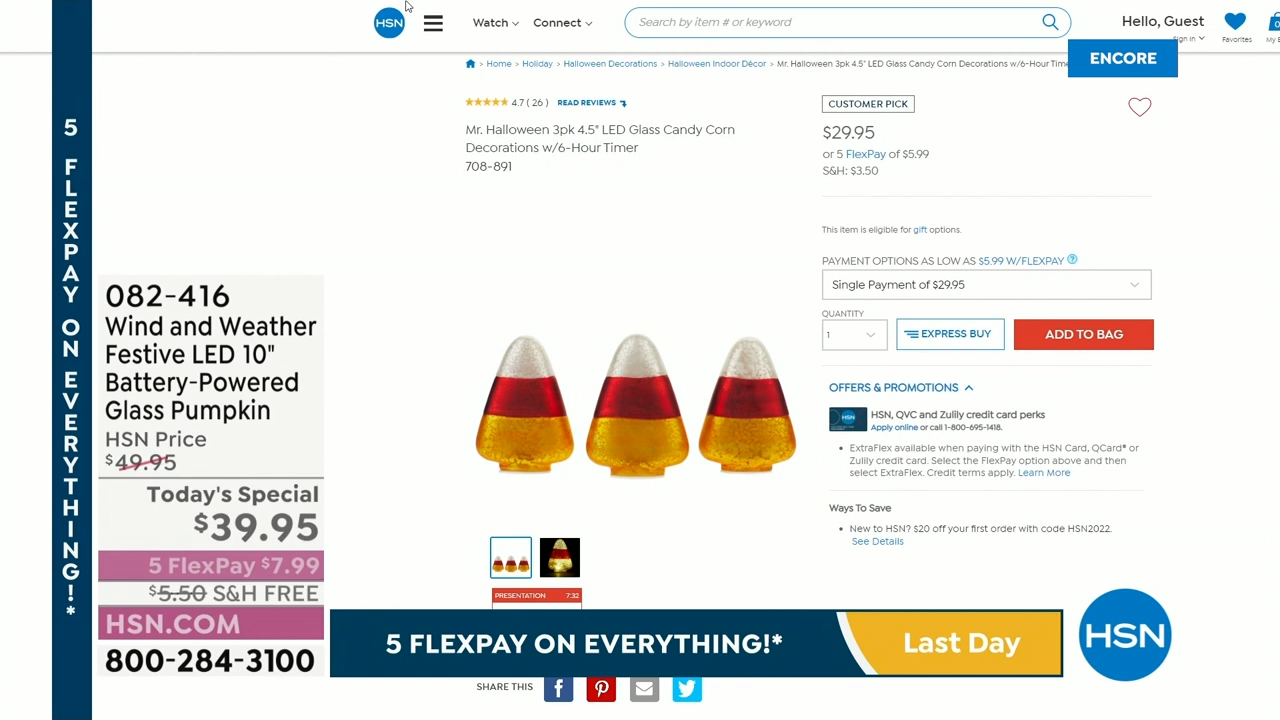 HSN
Watch
Connect
Search by item # or keyword
Hello, Guest
Sign In
Favorites
0
ENCORE
> Home > Holiday > Halloween Decorations > Halloween Indoor Décor > Mr. Halloween 3pk 4.5" LED Glass Candy Corn Decorations w/6-Hour
4.7 ( 26 ) READ REVIEWS
Mr. Halloween 3pk 4.5" LED Glass Candy Corn
Decorations w/6-Hour Timer
708-891
CUSTOMER PICK
$29.95
or 5 FlexPay of $5.99
S&H: $3.50
This item is eligible for gift options.
PAYMENT OPTIONS AS LOW AS $5.99 W/FLEXPAY ?
Single Payment of $29.95
QUANTITY
1
EXPRESS BUY
ADD TO BAG
OFFERS & PROMOTIONS
HSN
HSN, QVC and Zulily credit card perks
Apply online or call 1-800-695-1418.
• ExtraFlex available when paying with the HSN Card, QCard® or
Zulily credit card. Select the FlexPay option above and then
select ExtraFlex. Credit terms apply. Learn More
Ways To Save
• New to HSN? $20 off your first order with code HSN2022.
See Details
PRESENTATION 7:32
SHARE THIS
5 FLEXPAY ON EVERYTHING!*
082-416
Wind and Weather
Festive LED 10"
Battery-Powered
Glass Pumpkin
HSN Price
$49.95
Today's Special
$39.95
5 FlexPay $7.99
$5.50 S&H FREE
HSN.COM
800-284-3100
5 FLEXPAY ON EVERYTHING!*
Last Day
HSN